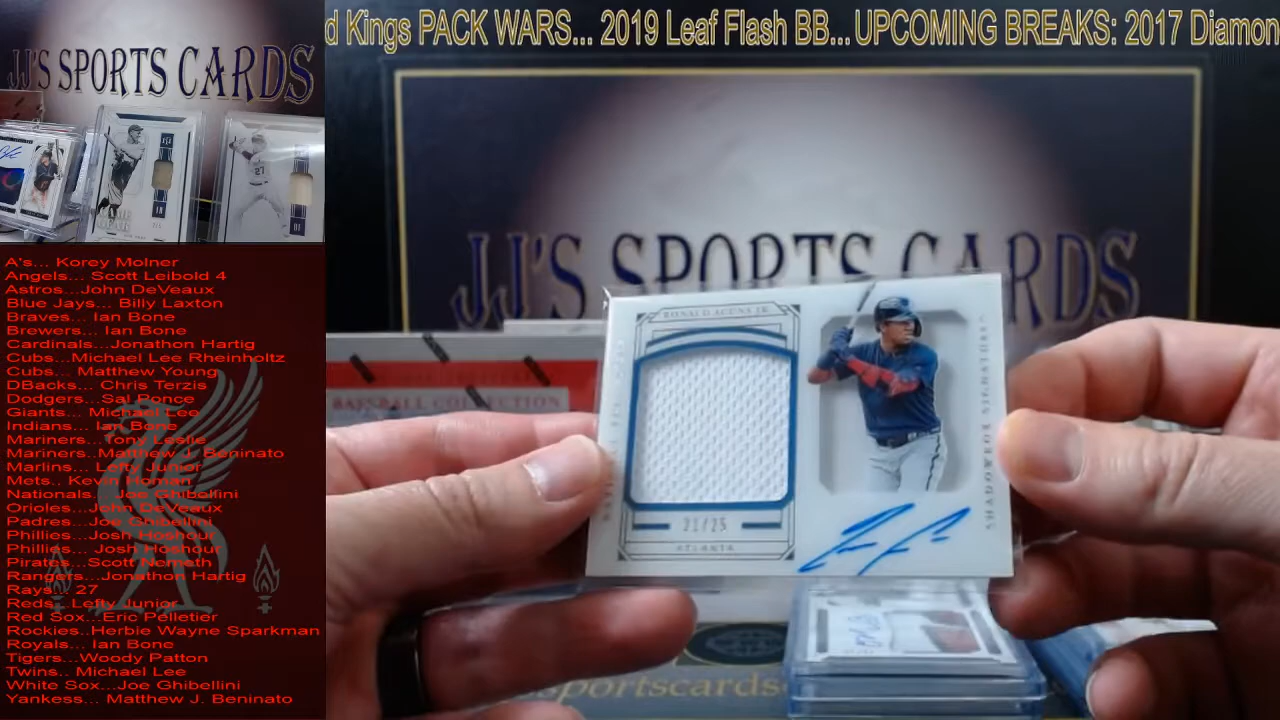 JJ'S SPORTS CARDS
d Kings PACK WARS... 2019 Leaf Flash BB... UPCOMING BREAKS: 2017 Diamon
JJ'S SPORTS CARDS
A's... Korey Molner
Angels... Scott Leibold 4
Astros...John DeVeaux
Blue Jays... Billy Laxton
Braves... Ian Bone
Brewers... Ian Bone
Cardinals...Jonathon Hartig
Cubs...Michael Lee Rheinholtz
Cubs... Matthew Young
DBacks... Chris Terzis
Dodgers...Sal Ponce
Giants... Michael Lee
Indians... Ian Bone
Mariners...Tony Leslie
Mariners..Matthew J. Beninato
Marlins... Lefty Junior
Mets.. Kevin Homan
Nationals... Joe Ghibellini
Orioles...John DeVeaux
Padres...Joe Ghibellini
Phillies...Josh Hoshour
Phillies... Josh Hoshour
Pirates...Scott Nemeth
Rangers...Jonathon Hartig
Rays... 27
Reds.. Lefty Junior
Red Sox...Eric Pelletier
Rockies..Herbie Wayne Sparkman
Royals... Ian Bone
Tigers...Woody Patton
Twins.. Michael Lee
White Sox...Joe Ghibellini
Yankess... Matthew J. Beninato
BASEBALL COLLECTION
RONALD ACUNA JR.
21/25
ATLANTA
SHADOWBOX SIGNATURES
27
portscards